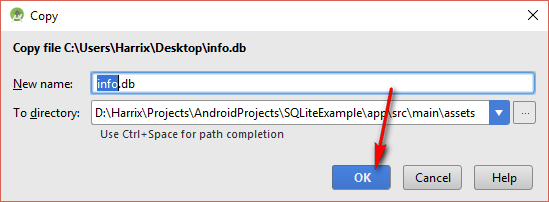 Copy
Copy file C:\Users\Harrix\Desktop\info.db
New name: info.db
To directory: D:\Harrix\Projects\AndroidProjects\SQLiteExample\app\src\main\assets ...
Use Ctrl+Space for path completion
OK Cancel Help